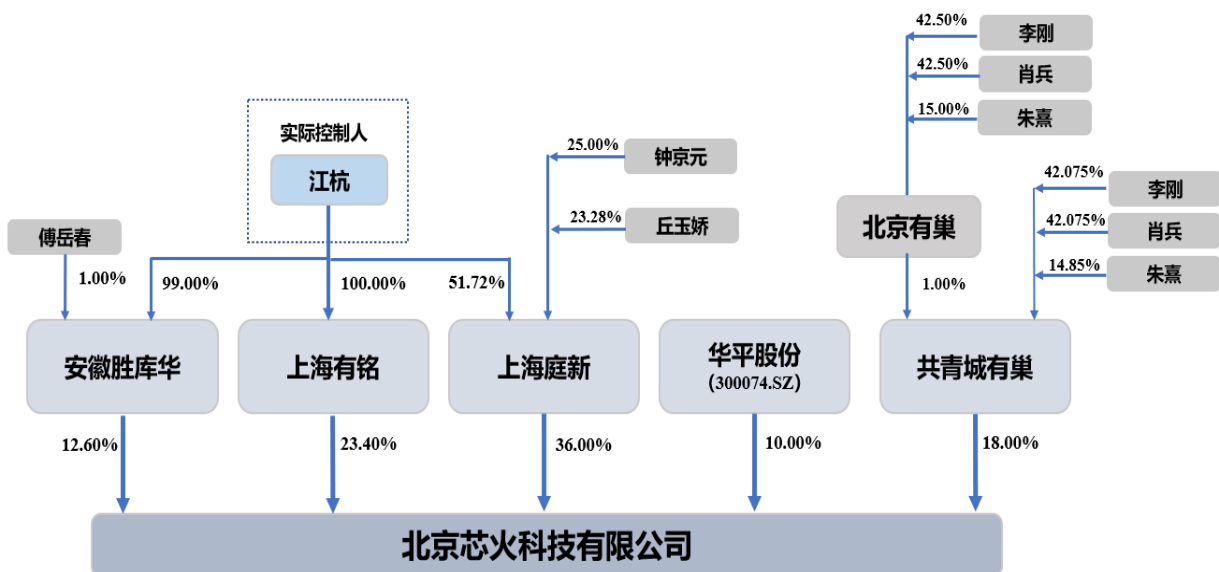 42.50%
李刚
42.50%
肖兵
15.00%
朱熹
实际控制人
江杭
25.00%
钟京元
23.28%
丘玉娇
42.075%
李刚
42.075%
肖兵
14.85%
朱熹
北京有巢
傅岳春
1.00%
99.00%
100.00%
51.72%
1.00%
安徽胜库华
上海有铭
上海庭新
华平股份
(300074.SZ)
共青城有巢
12.60%
23.40%
36.00%
10.00%
18.00%
北京芯火科技有限公司